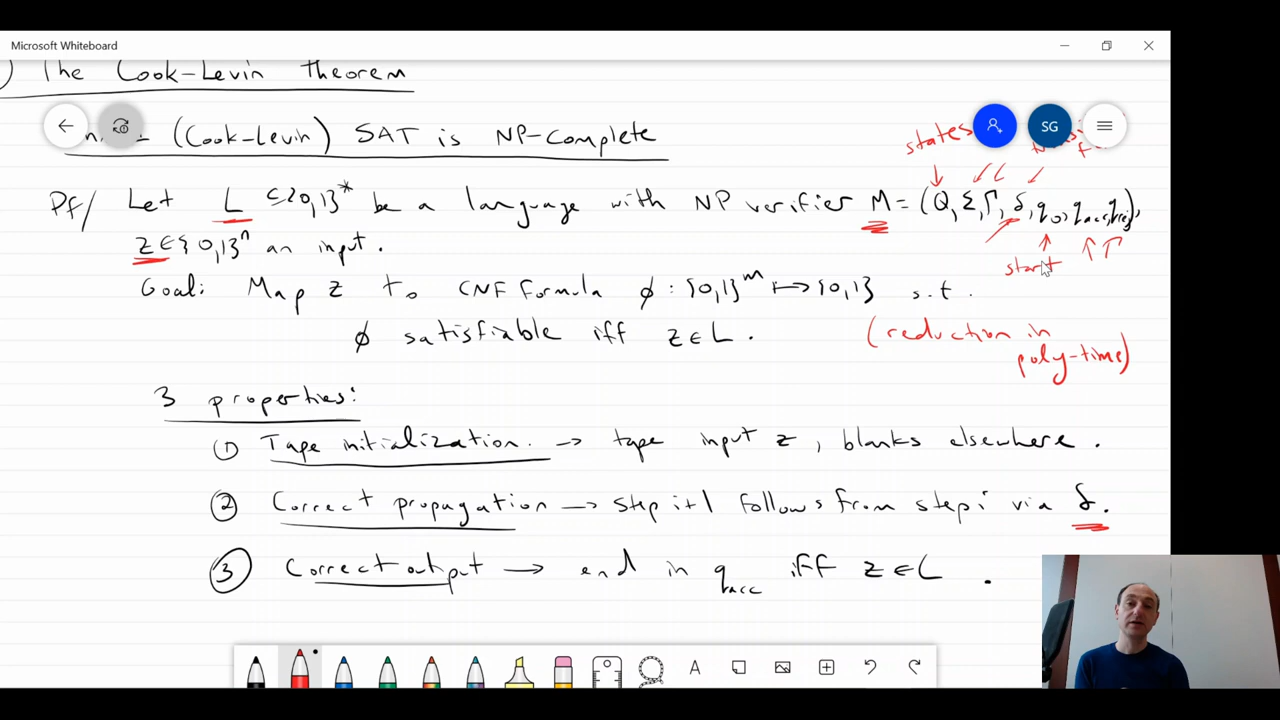 Microsoft Whiteboard
) The Cook-Levin Theorem
(Cook-Levin) SAT is NP-Complete
SG
states
Pf/ Let L ⊆ {0,1}* be a language with NP verifier M = (Q, Σ, Γ, δ, q0, qacc, qrej),
z ∈ {0,1}^n an input.
start
Goal: Map z to CNF formula φ : {0,1}^m ↦ {0,1} s.t.
φ satisfiable iff z ∈ L.
(reduction in
poly-time)
3 properties:
① Tape initialization. → tape input z, blanks elsewhere.
② Correct propagation → step i+1 follows from step i via δ.
③ Correct output → end in qacc iff z ∈ L.
A